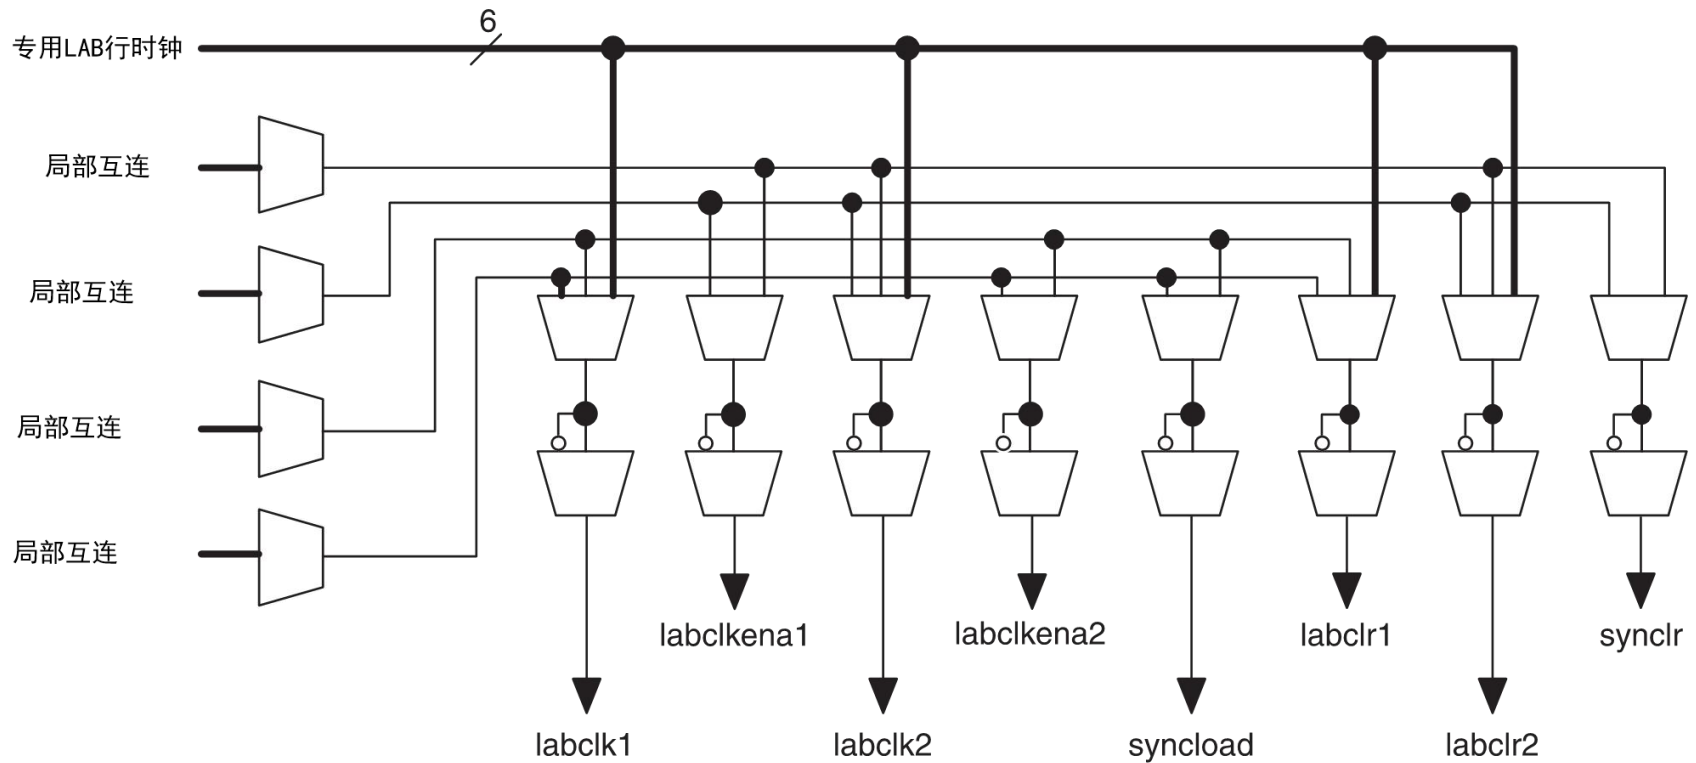 6
专用LAB行时钟
局部互连
局部互连
局部互连
局部互连
labclkena1
labclkena2
labclr1
synclr
labclk1
labclk2
syncload
labclr2